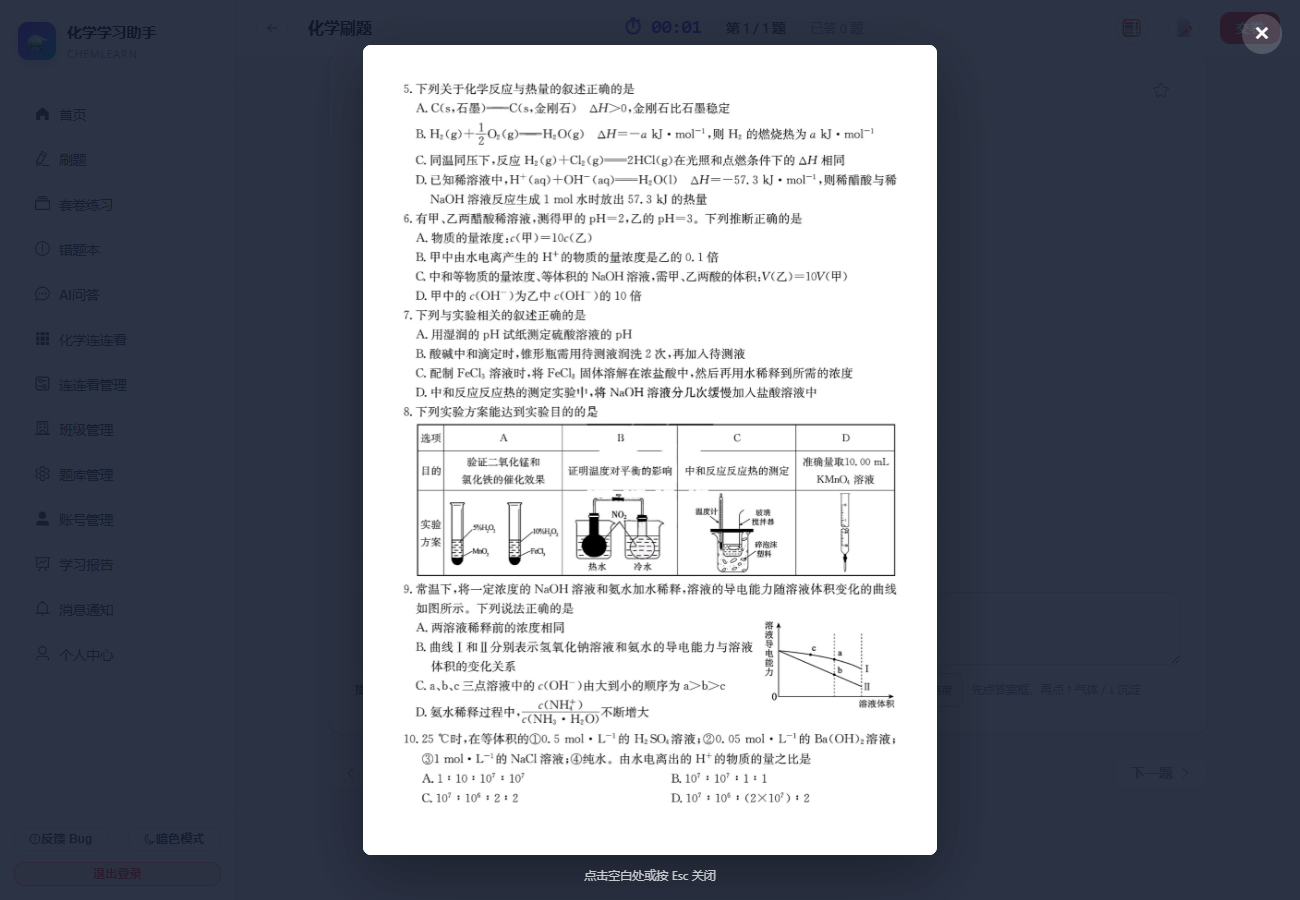 化学学习助手
CHEMLEARN
首页
刷题
套卷练习
错题本
AI问答
化学连连看
连连看管理
班级管理
题库管理
账号管理
学习报告
消息通知
个人中心
反馈 Bug
暗色模式
退出登录
化学刷题
00:01
第 1 / 1 题
已答 0 题
5. 下列关于化学反应与热量的叙述正确的是
A. C(s,石墨)══C(s,金刚石) ΔH>0,金刚石比石墨稳定
B. H₂(g)+1/2O₂(g)══H₂O(g) ΔH=-a kJ·mol⁻¹,则 H₂ 的燃烧热为 a kJ·mol⁻¹
C. 同温同压下,反应 H₂(g)+Cl₂(g)══2HCl(g)在光照和点燃条件下的 ΔH 相同
D. 已知稀溶液中,H⁺(aq)+OH⁻(aq)══H₂O(l) ΔH=-57.3 kJ·mol⁻¹,则稀醋酸与稀
NaOH 溶液反应生成 1 mol 水时放出 57.3 kJ 的热量
6. 有甲、乙两醋酸稀溶液,测得甲的 pH=2,乙的 pH=3。下列推断正确的是
A. 物质的量浓度:c(甲)=10c(乙)
B. 甲中由水电离产生的 H⁺的物质的量浓度是乙的 0.1 倍
C. 中和等物质的量浓度、等体积的 NaOH 溶液,需甲、乙两酸的体积:V(乙)=10V(甲)
D. 甲中的 c(OH⁻)为乙中 c(OH⁻)的 10 倍
7. 下列与实验相关的叙述正确的是
A. 用湿润的 pH 试纸测定硫酸溶液的 pH
B. 酸碱中和滴定时,锥形瓶需用待测液润洗 2 次,再加入待测液
C. 配制 FeCl₃ 溶液时,将 FeCl₃ 固体溶解在浓盐酸中,然后再用水稀释到所需的浓度
D. 中和反应反应热的测定实验中,将 NaOH 溶液分几次缓慢加入盐酸溶液中
8. 下列实验方案能达到实验目的的是
选项 A B C D
目的 验证二氧化锰和氯化铁的催化效果 证明温度对平衡的影响 中和反应反应热的测定 准确量取10.00 mL KMnO₄ 溶液
实验方案
5%H₂O₂
MnO₂
10%H₂O₂
FeCl₃
NO₂
热水
冷水
温度计
玻璃搅拌器
碎泡沫塑料
9. 常温下,将一定浓度的 NaOH 溶液和氨水加水稀释,溶液的导电能力随溶液体积变化的曲线
如图所示。下列说法正确的是
A. 两溶液稀释前的浓度相同
B. 曲线Ⅰ和Ⅱ分别表示氢氧化钠溶液和氨水的导电能力与溶液
体积的变化关系
C. a、b、c 三点溶液中的 c(OH⁻)由大到小的顺序为 a>b>c
D. 氨水稀释过程中,c(NH₄⁺)/c(NH₃·H₂O)不断增大
溶液导电能力
c
a
b
Ⅰ
Ⅱ
0
溶液体积
10. 25 ℃时,在等体积的①0.5 mol·L⁻¹的 H₂SO₄溶液;②0.05 mol·L⁻¹的 Ba(OH)₂溶液;
③1 mol·L⁻¹的 NaCl 溶液;④纯水。由水电离出的 H⁺的物质的量之比是
A. 1∶10∶10⁷∶10⁷
B. 10⁷∶10⁷∶1∶1
C. 10⁷∶10⁶∶2∶2
D. 10⁷∶10⁶∶(2×10⁷)∶2
先点答案框，再点 ↑气体 / ↓沉淀
下一题
点击空白处或按 Esc 关闭